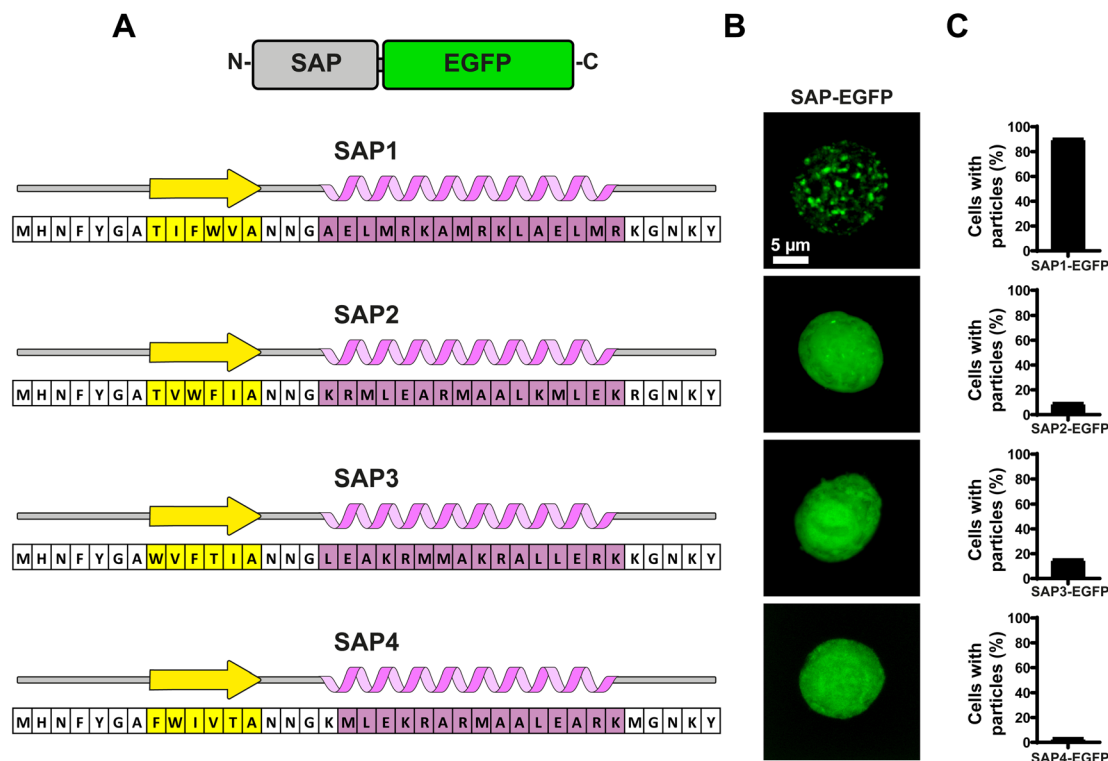 A
N- SAP EGFP -C
SAP1
MHNFYGATIFWVANNGAELMRKAMRKLAELMRKGNKY
SAP2
MHNFYGATVWFIANNGKRMLEARMAALKMLEKRGNKY
SAP3
MHNFYGAWVFTIANNGLEAKRMMAKRALLERKKGNKY
SAP4
MHNFYGAFWIVTANNGKMLEKRARMAALEARKMGNKY
B
SAP-EGFP
5 µm
C
Cells with
particles (%)
100
80
60
40
20
0
SAP1-EGFP
Cells with
particles (%)
100
80
60
40
20
0
SAP2-EGFP
Cells with
particles (%)
100
80
60
40
20
0
SAP3-EGFP
Cells with
particles (%)
100
80
60
40
20
0
SAP4-EGFP